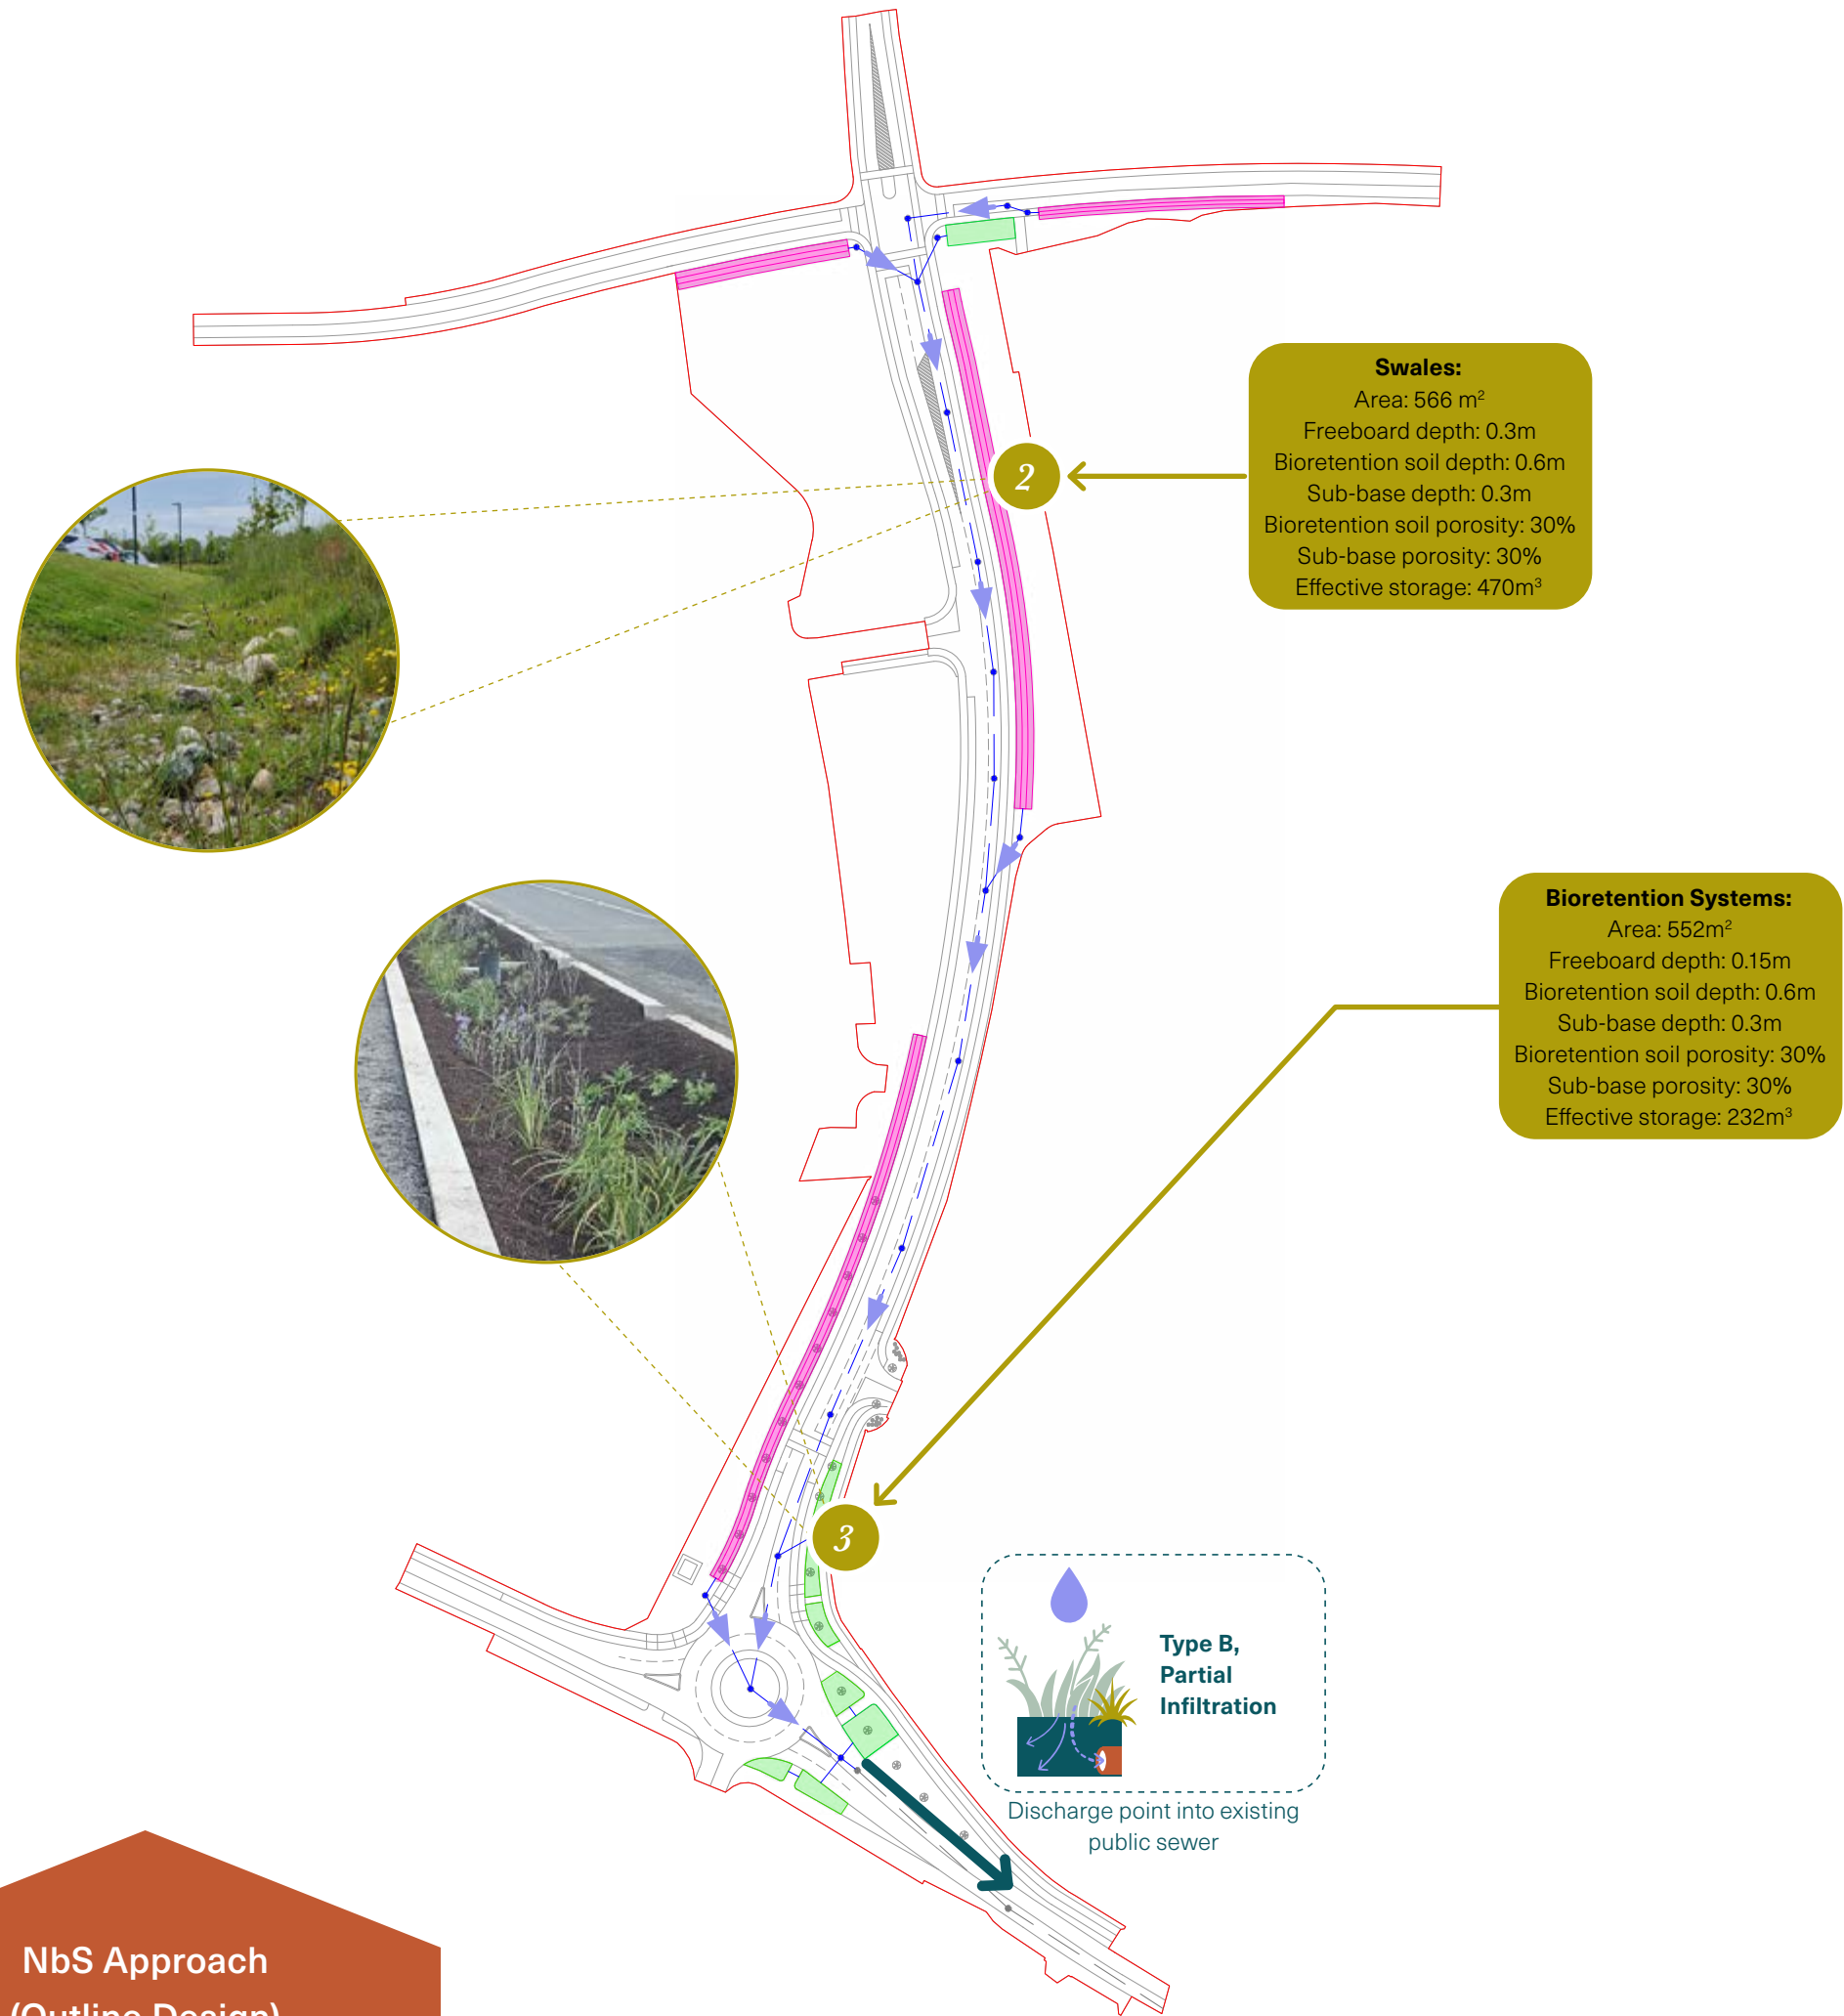 Swales:
Area: 566 m²
Freeboard depth: 0.3m
Bioretention soil depth: 0.6m
Sub-base depth: 0.3m
Bioretention soil porosity: 30%
Sub-base porosity: 30%
Effective storage: 470m³
2
Bioretention Systems:
Area: 552m²
Freeboard depth: 0.15m
Bioretention soil depth: 0.6m
Sub-base depth: 0.3m
Bioretention soil porosity: 30%
Sub-base porosity: 30%
Effective storage: 232m³
3
Type B,
Partial
Infiltration
Discharge point into existing
public sewer
NbS Approach
(Outline Design)